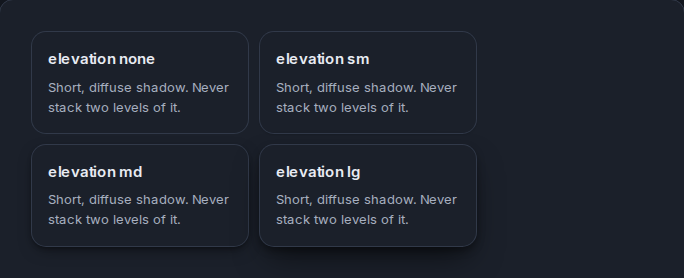 elevation none
Short, diffuse shadow. Never
stack two levels of it.
elevation sm
Short, diffuse shadow. Never
stack two levels of it.
elevation md
Short, diffuse shadow. Never
stack two levels of it.
elevation lg
Short, diffuse shadow. Never
stack two levels of it.